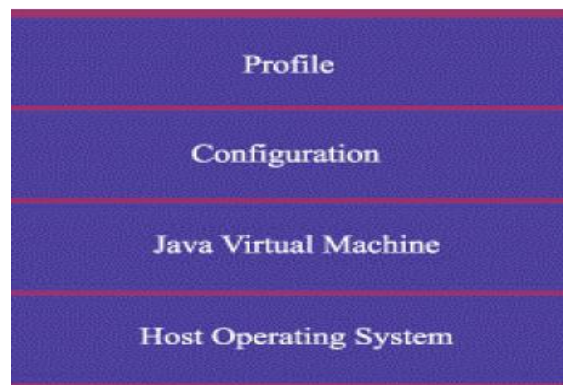 Profile
Configuration
Java Virtual Machine
Host Operating System